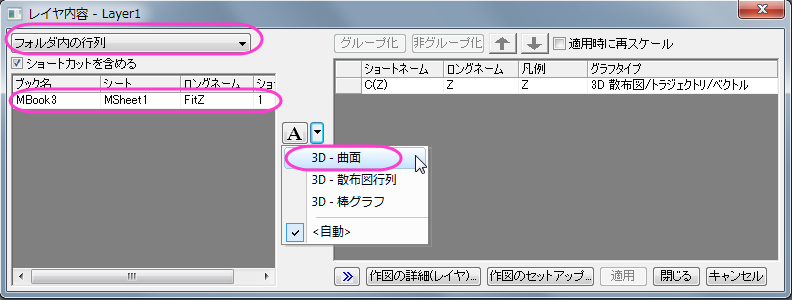 レイヤ内容 - Layer1
フォルダ内の行列
ショートカットを含める
ブック名 シート ロングネーム ショ
MBook3 MSheet1 FitZ 1
A
3D - 曲面
3D - 散布図行列
3D - 棒グラフ
<自動>
グループ化 非グループ化 適用時に再スケール
ショートネーム ロングネーム 凡例 グラフタイプ
C(Z) Z Z 3D 散布図/トラジェクトリ/ベクトル
作図の詳細(レイヤ)... 作図のセットアップ... 適用 閉じる キャンセル